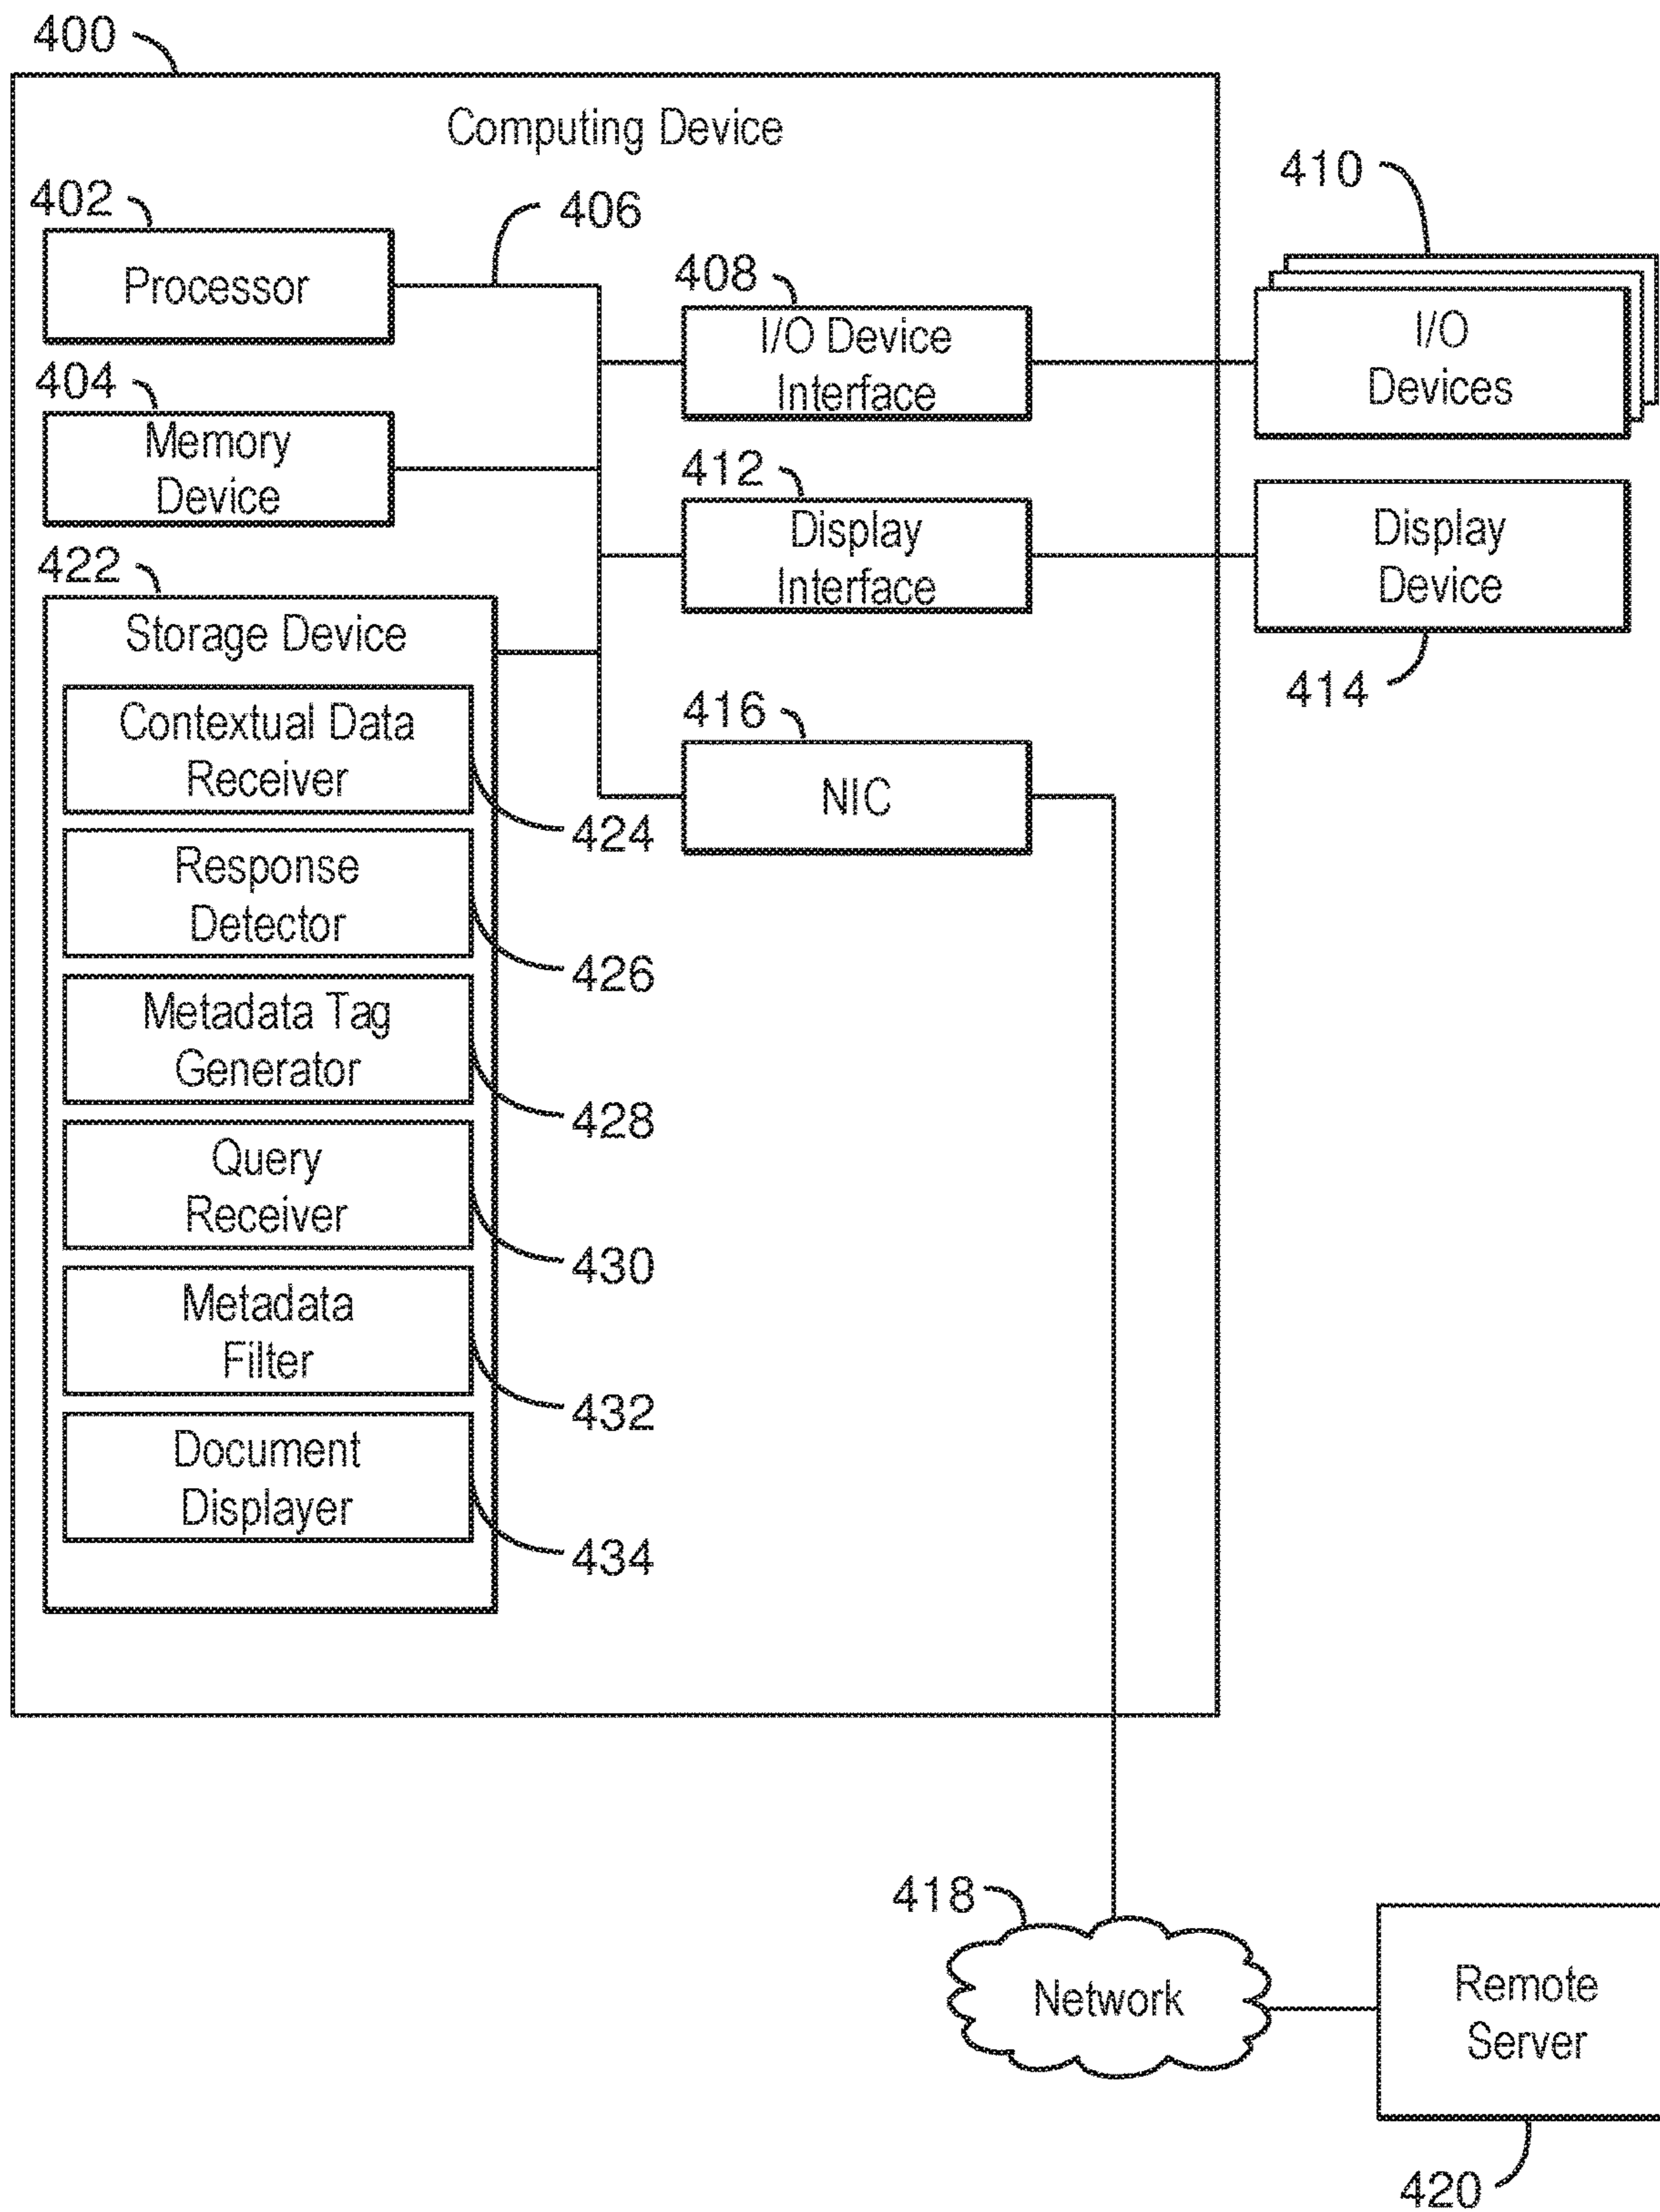 400
Computing Device
402
Processor
406
404
Memory
Device
408
I/O Device
Interface
410
I/O
Devices
412
Display
Interface
Display
Device
414
422
Storage Device
Contextual Data
Receiver
424
Response
Detector
426
Metadata Tag
Generator
428
Query
Receiver
430
Metadata
Filter
432
Document
Displayer
434
416
NIC
418
Network
Remote
Server
420